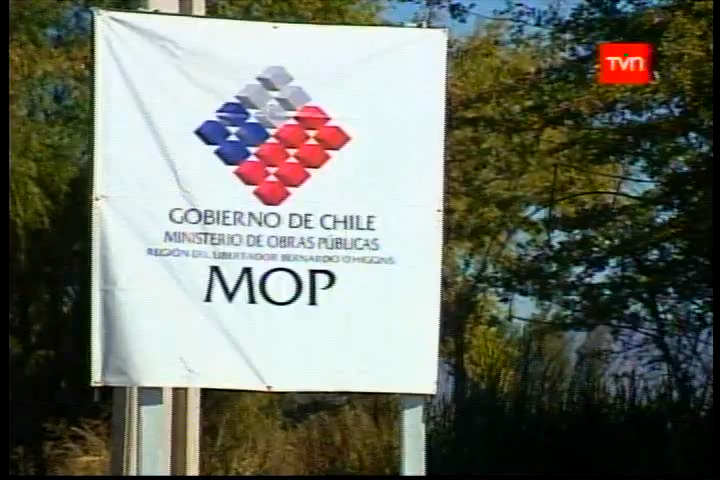 TVN
GOBIERNO DE CHILE
MINISTERIO DE OBRAS PÚBLICAS
REGIÓN DEL LIBERTADOR BERNARDO O'HIGGINS
MOP